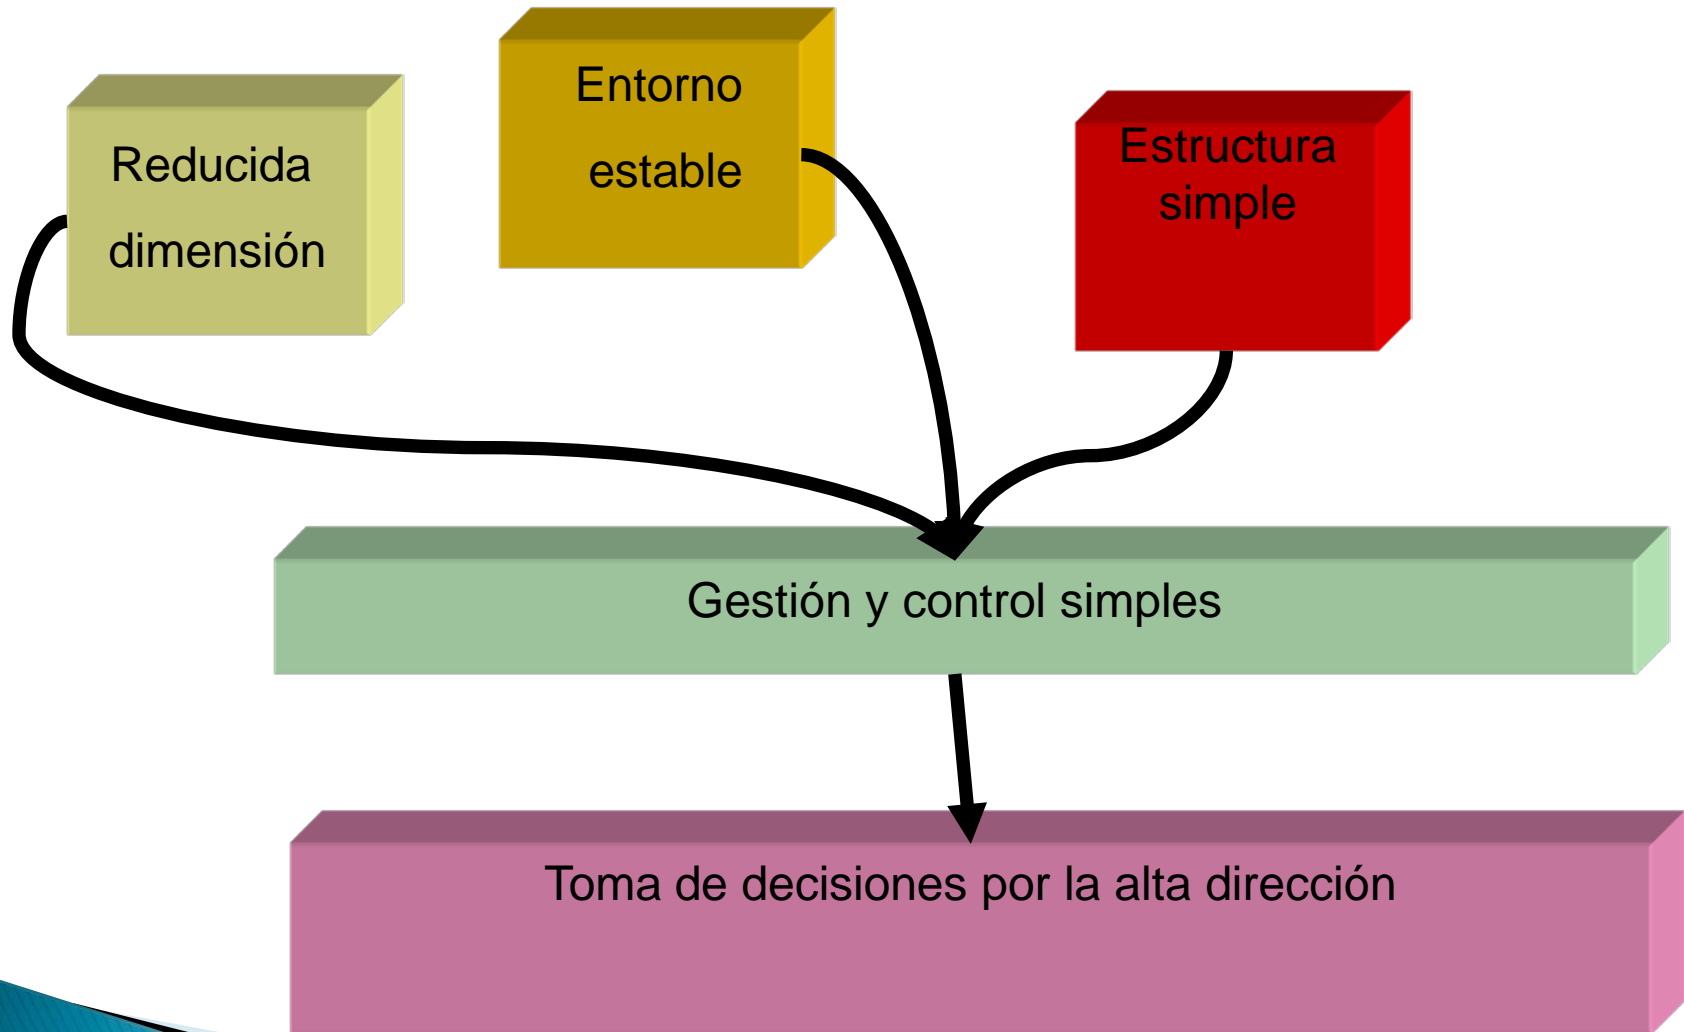 Reducida
dimensión
Entorno
estable
Estructura
simple
Gestión y control simples
Toma de decisiones por la alta dirección